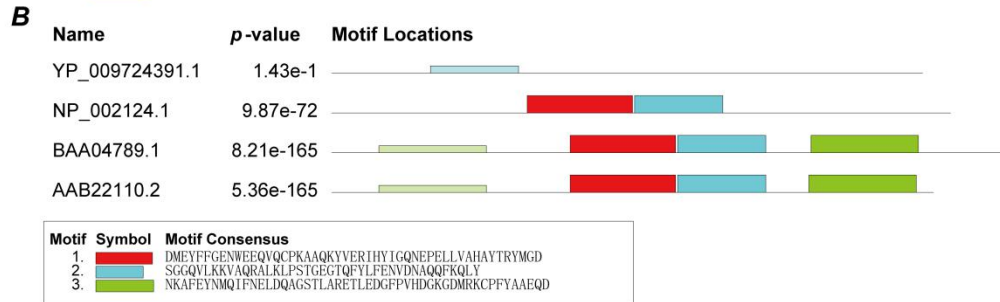 B
Name p-value Motif Locations
YP_009724391.1 1.43e-1
NP_002124.1 9.87e-72
BAA04789.1 8.21e-165
AAB22110.2 5.36e-165
Motif Symbol Motif Consensus
1. DMEYFFGENWEEQVQCPKAAQKYVERIHYIGQNEPELLVAHAYTRYMGD
2. SGGQVLKKVAQRALKLPSTGEGTQFYLFENVDNAQQFKQLY
3. NKAFEYNMQIFNELDQAGSTLARETLEDGFPVHDGKGDMRKCPFYAAEQD